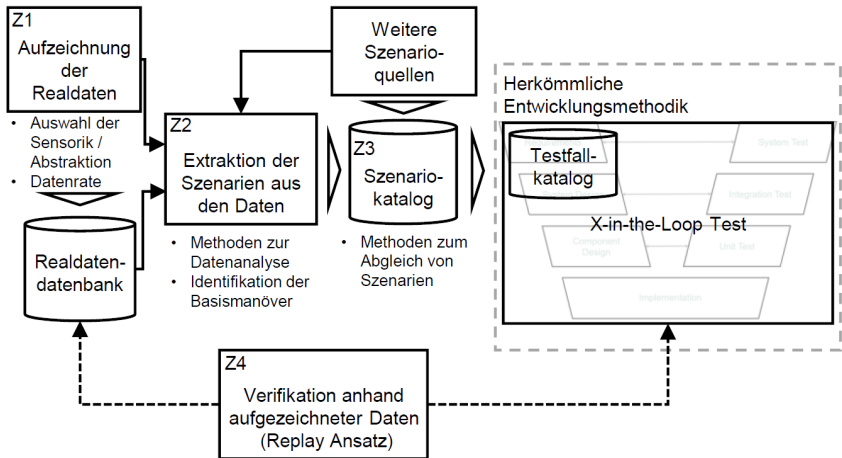 Z1
Aufzeichnung
der
Realdaten
• Auswahl der
Sensorik /
Abstraktion
• Datenrate
Realdaten-
datenbank
Z2
Extraktion der
Szenarien aus
den Daten
• Methoden zur
Datenanalyse
• Identifikation der
Basismanöver
Weitere
Szenario-
quellen
Z3
Szenario-
katalog
• Methoden zum
Abgleich von
Szenarien
Herkömmliche
Entwicklungsmethodik
Testfall-
katalog
System Test
Integration Test
X-in-the-Loop Test
Component
Design
Unit Test
Implementation
Z4
Verifikation anhand
aufgezeichneter Daten
(Replay Ansatz)